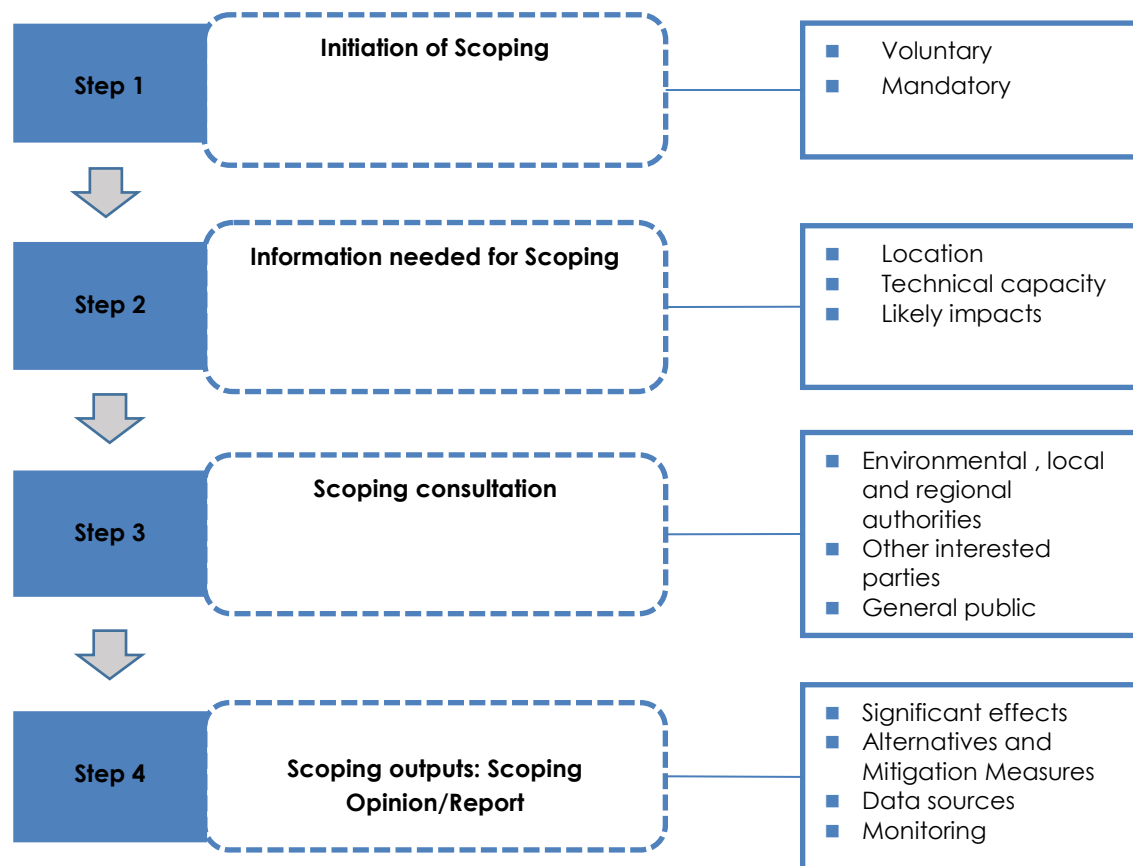 Step 1
Initiation of Scoping
Voluntary
Mandatory
Step 2
Information needed for Scoping
Location
Technical capacity
Likely impacts
Step 3
Scoping consultation
Environmental , local
and regional
authorities
Other interested
parties
General public
Step 4
Scoping outputs: Scoping
Opinion/Report
Significant effects
Alternatives and
Mitigation Measures
Data sources
Monitoring